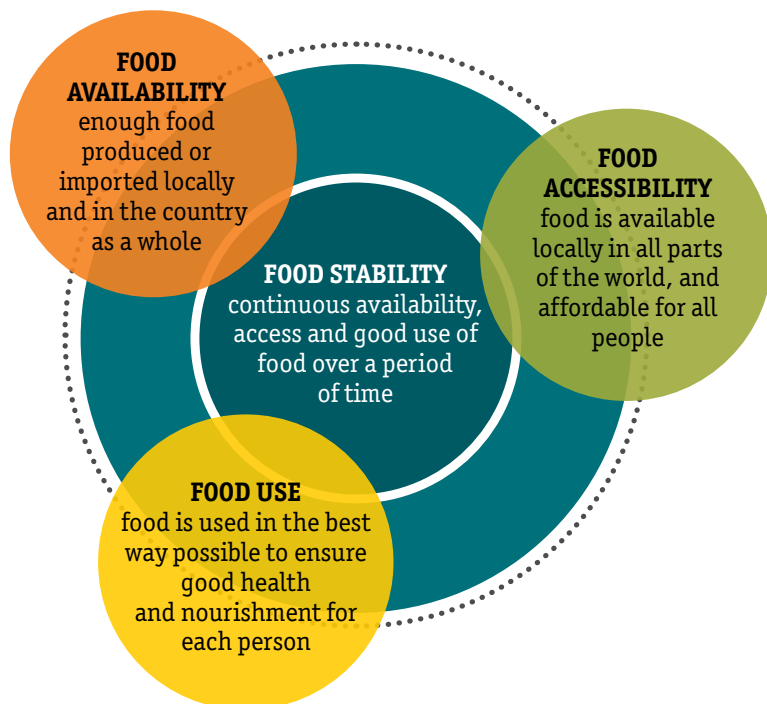 FOOD
AVAILABILITY
enough food
produced or
imported locally
and in the country
as a whole
FOOD
ACCESSIBILITY
food is available
locally in all parts
of the world, and
affordable for all
people
FOOD STABILITY
continuous availability,
access and good use of
food over a period
of time
FOOD USE
food is used in the best
way possible to ensure
good health
and nourishment for
each person